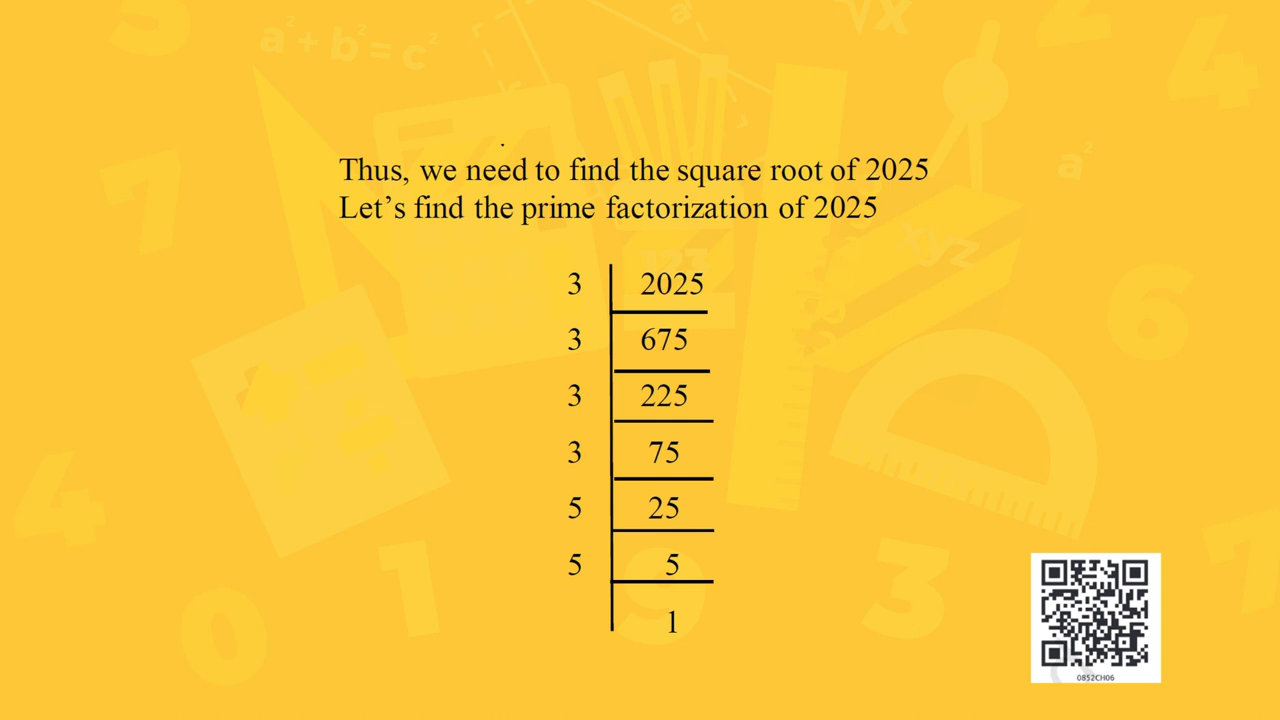 Thus, we need to find the square root of 2025
Let's find the prime factorization of 2025
3 2025
3 675
3 225
3 75
5 25
5 5
1
0852CH06